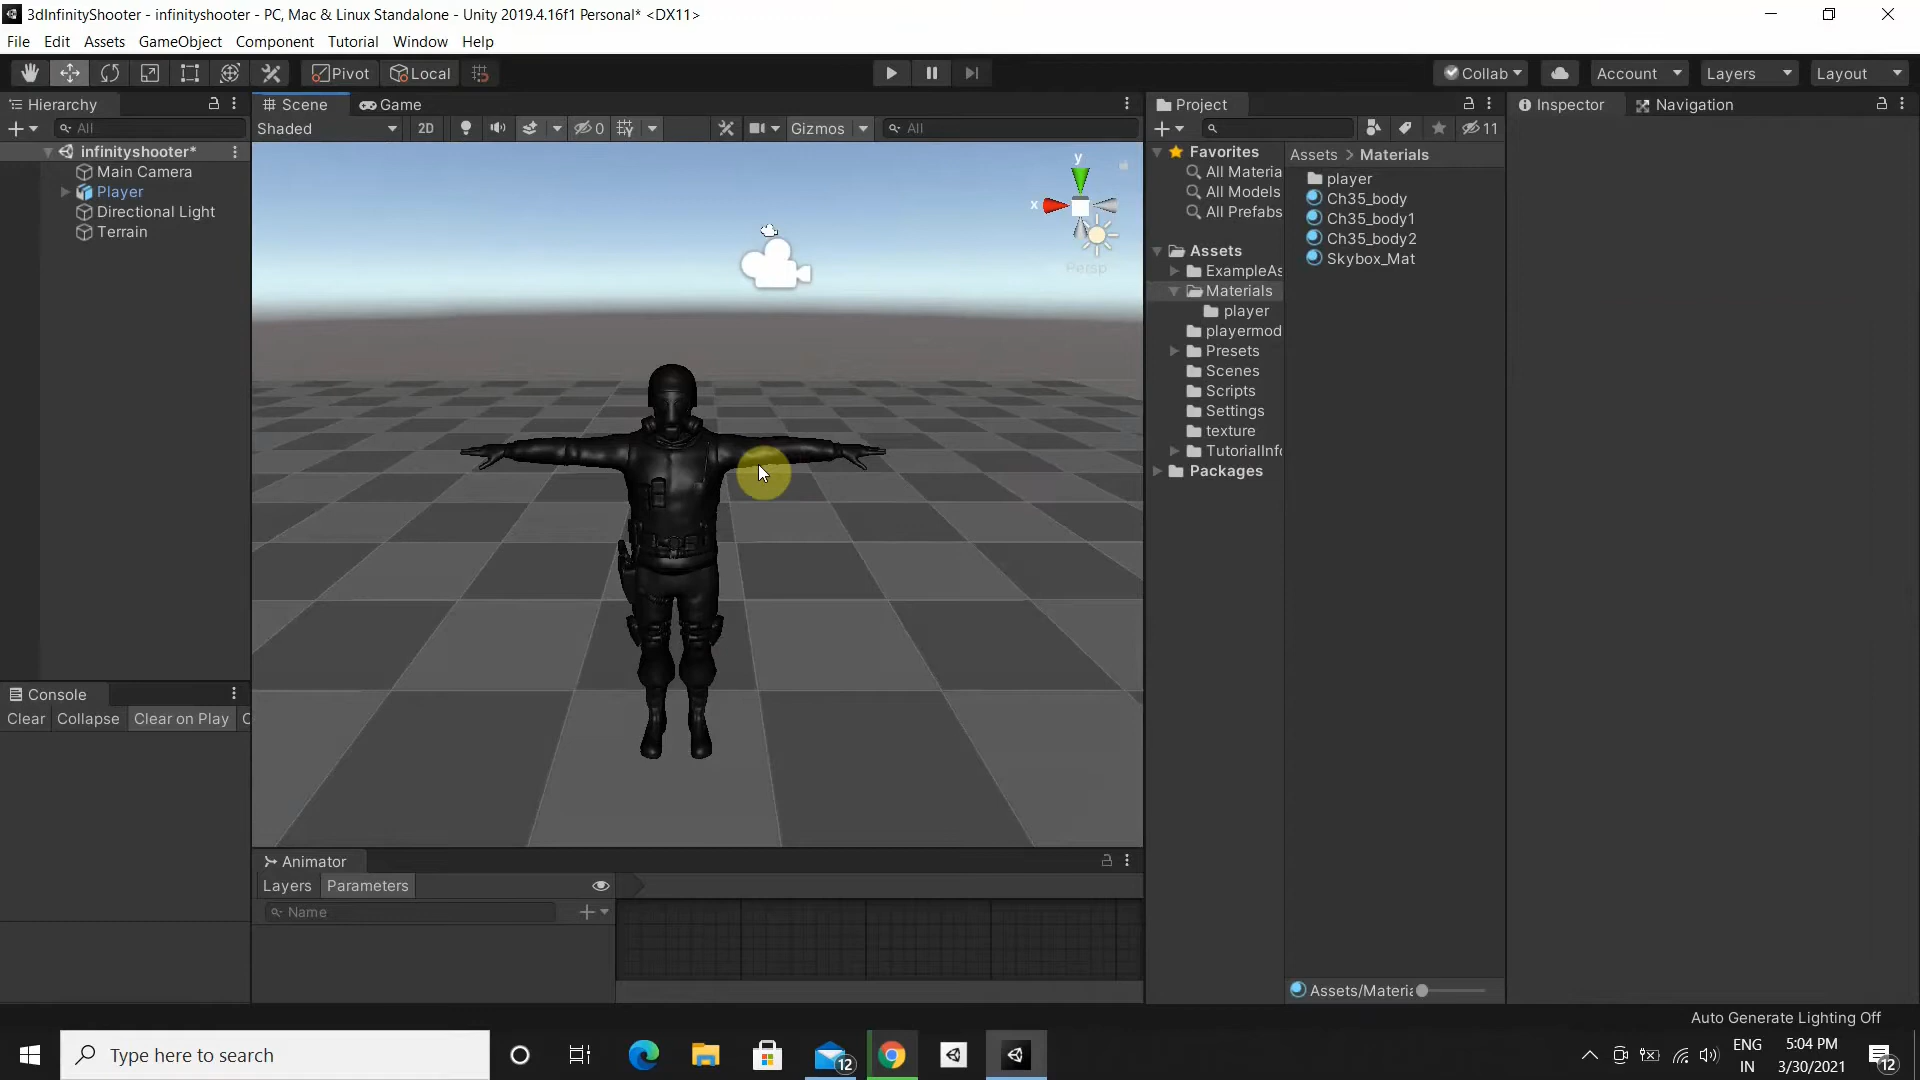 3dInfinityShooter - infinityshooter - PC, Mac & Linux Standalone - Unity 2019.4.16f1 Personal* <DX11>
File Edit Assets GameObject Component Tutorial Window Help
Pivot Local Collab Account Layers Layout
Hierarchy
All
infinityshooter*
Main Camera
Player
Directional Light
Terrain
Console
Clear Collapse Clear on Play C
Scene Game
Shaded 2D 0 Gizmos All
y
x
Persp
Animator
Layers Parameters
Name
Project
11
Favorites
All Materia
All Models
All Prefabs
Assets
ExampleAs
Materials
player
playermod
Presets
Scenes
Scripts
Settings
texture
TutorialInfo
Packages
Assets > Materials
player
Ch35_body
Ch35_body1
Ch35_body2
Skybox_Mat
Assets/Materia
Inspector Navigation
Auto Generate Lighting Off
Type here to search
12
ENG
IN
5:04 PM
3/30/2021
12